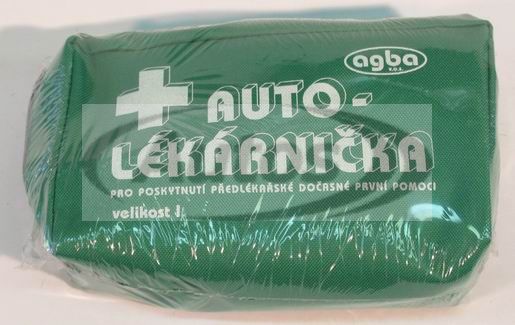 agba
v.o.s.
AUTO-
LÉKÁRNIČKA
PRO POSKYTNUTÍ PŘEDLÉKAŘSKÉ DOČASNÉ PRVNÍ POMOCI
velikost I.